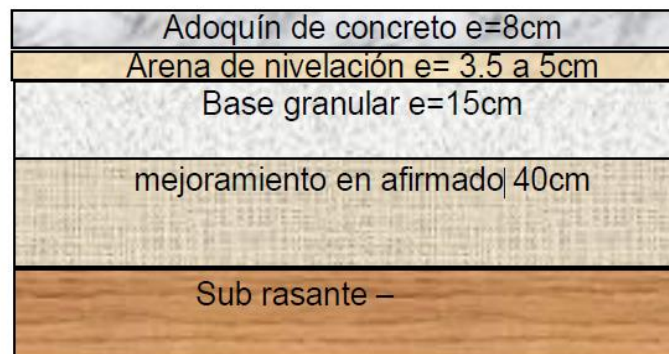 Adoquín de concreto e=8cm
Arena de nivelación e= 3.5 a 5cm
Base granular e=15cm
mejoramiento en afirmado 40cm
Sub rasante –